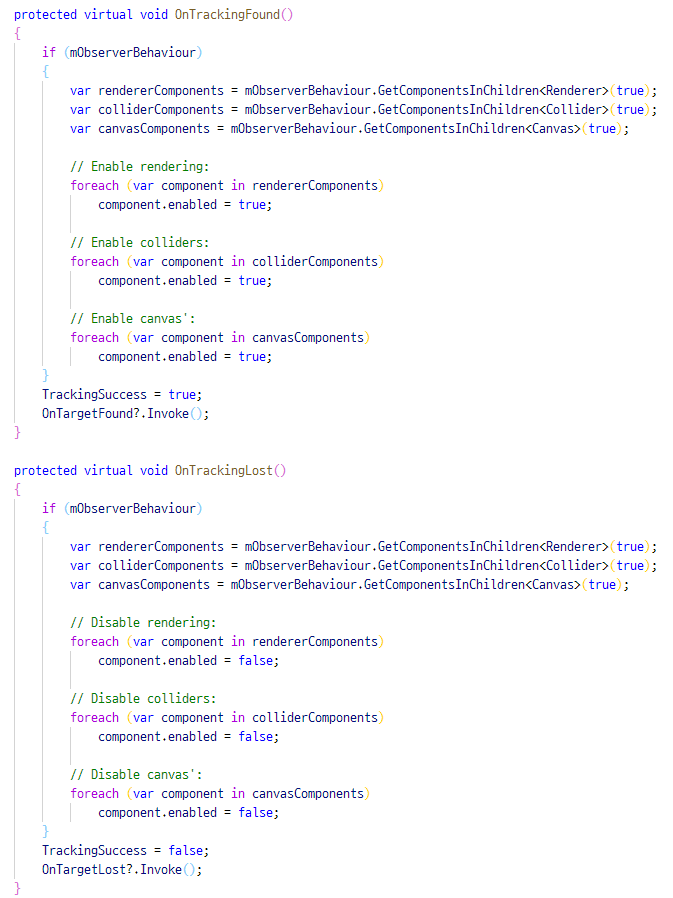 protected virtual void OnTrackingFound()
{
    if (mObserverBehaviour)
    {
        var rendererComponents = mObserverBehaviour.GetComponentsInChildren<Renderer>(true);
        var colliderComponents = mObserverBehaviour.GetComponentsInChildren<Collider>(true);
        var canvasComponents = mObserverBehaviour.GetComponentsInChildren<Canvas>(true);

        // Enable rendering:
        foreach (var component in rendererComponents)
            component.enabled = true;

        // Enable colliders:
        foreach (var component in colliderComponents)
            component.enabled = true;

        // Enable canvas':
        foreach (var component in canvasComponents)
            component.enabled = true;
    }
    TrackingSuccess = true;
    OnTargetFound?.Invoke();
}

protected virtual void OnTrackingLost()
{
    if (mObserverBehaviour)
    {
        var rendererComponents = mObserverBehaviour.GetComponentsInChildren<Renderer>(true);
        var colliderComponents = mObserverBehaviour.GetComponentsInChildren<Collider>(true);
        var canvasComponents = mObserverBehaviour.GetComponentsInChildren<Canvas>(true);

        // Disable rendering:
        foreach (var component in rendererComponents)
            component.enabled = false;

        // Disable colliders:
        foreach (var component in colliderComponents)
            component.enabled = false;

        // Disable canvas':
        foreach (var component in canvasComponents)
            component.enabled = false;
    }
    TrackingSuccess = false;
    OnTargetLost?.Invoke();
}